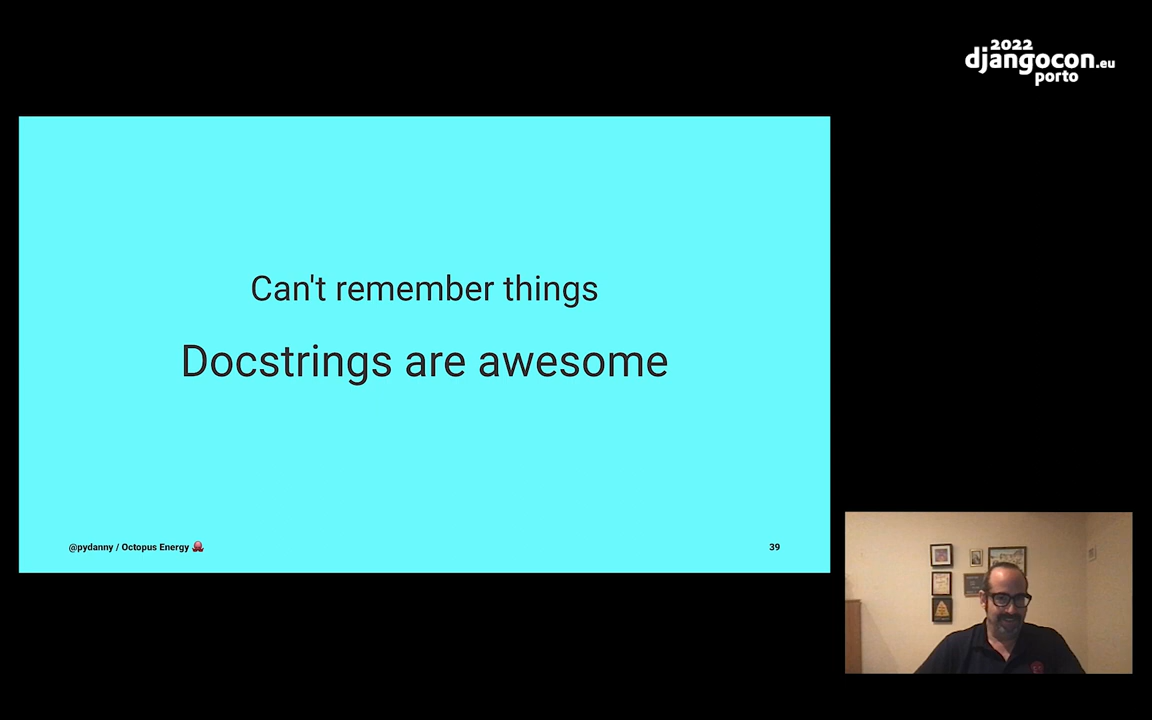 2022
djangocon.eu
porto
Can't remember things
Docstrings are awesome
@pydanny / Octopus Energy 🐙
39